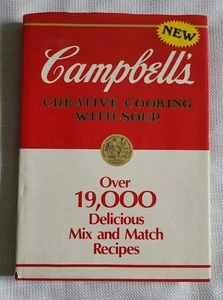 NEW
Campbell's
CREATIVE COOKING
WITH SOUP
Over
19,000
Delicious
Mix and Match
Recipes